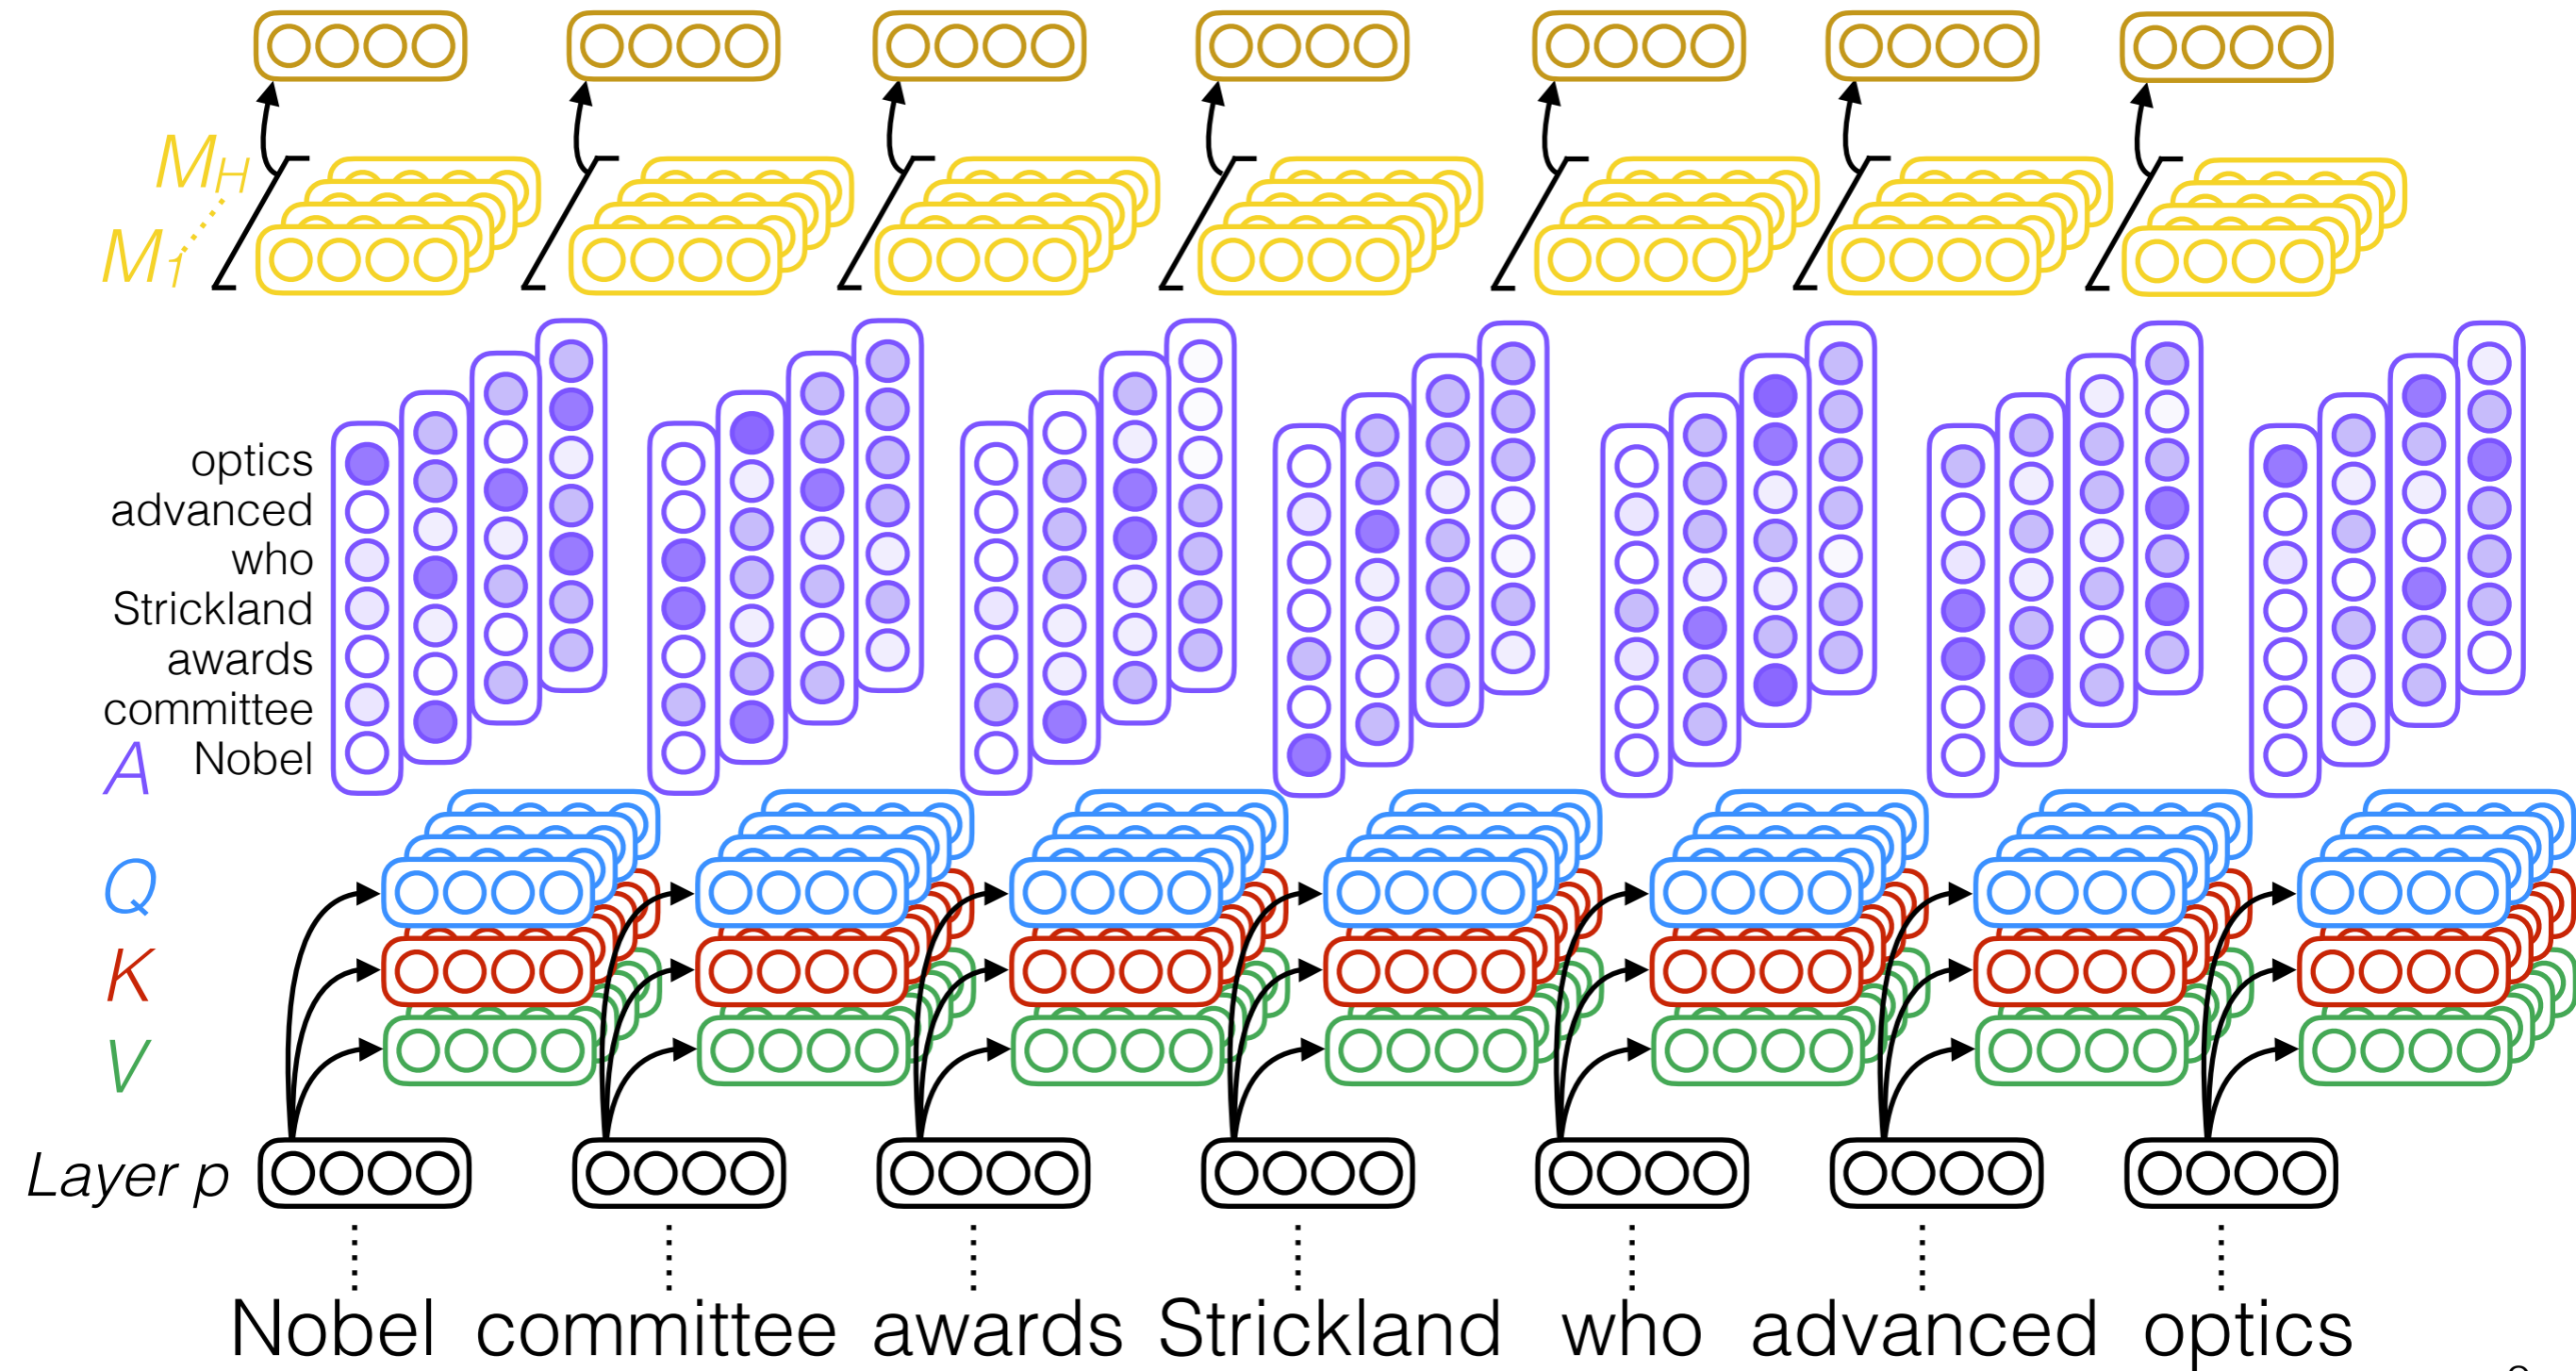 M_H
M_1
optics
advanced
who
Strickland
awards
committee
A Nobel
Q
K
V
Layer p
Nobel committee awards Strickland who advanced optics